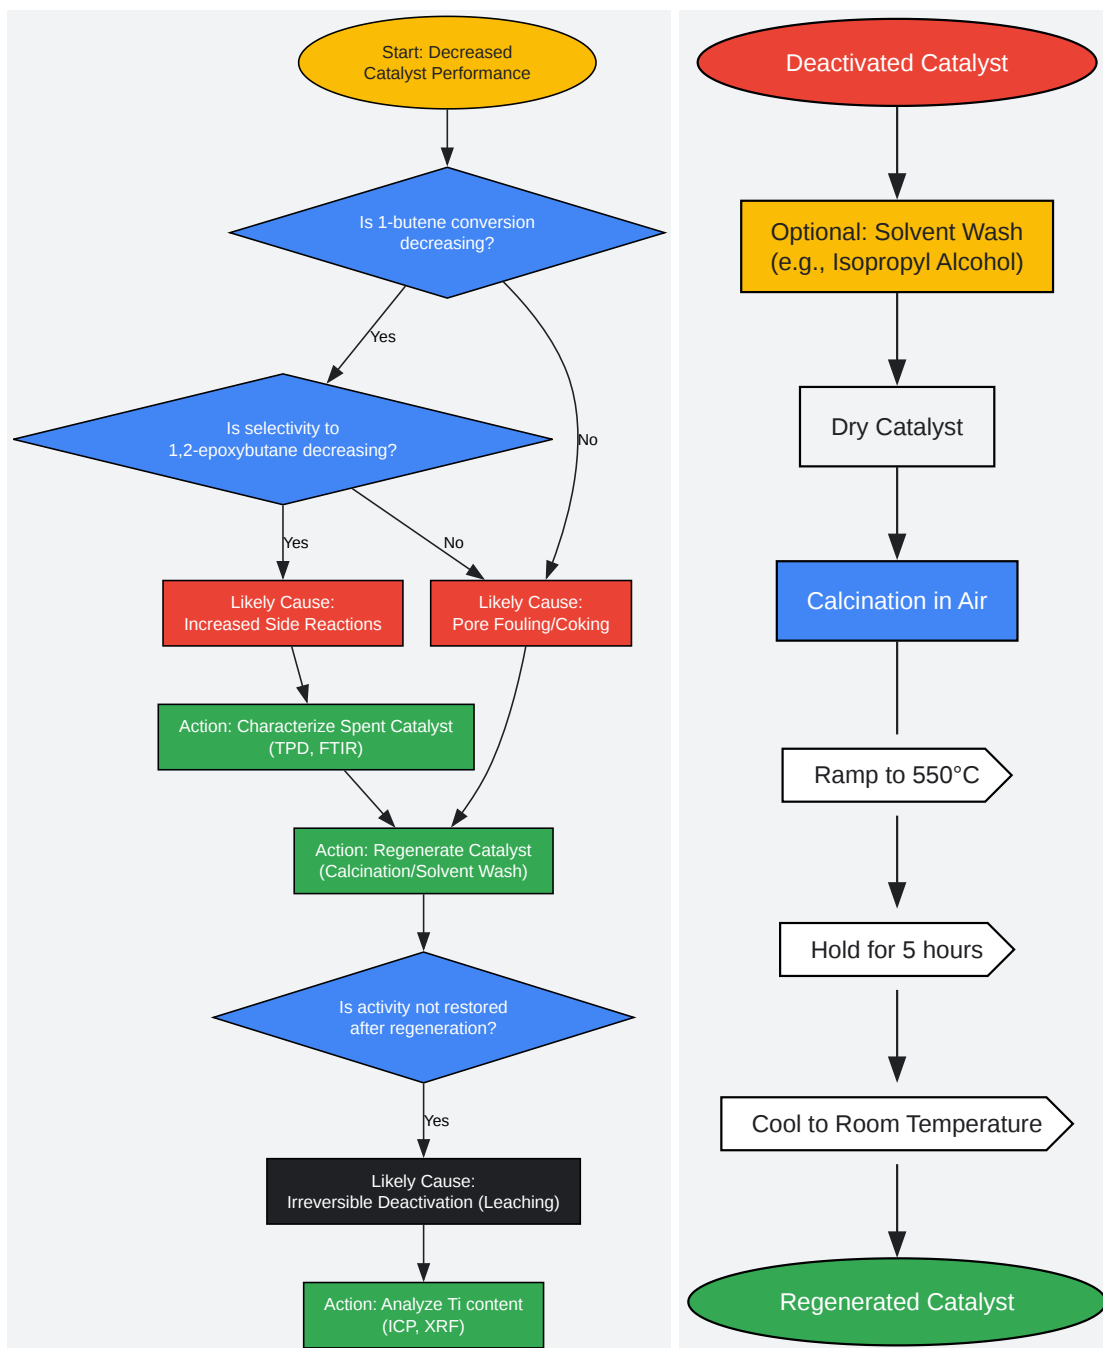 Start: Decreased
Catalyst Performance
Is 1-butene conversion
decreasing?
Yes
No
Is selectivity to
1,2-epoxybutane decreasing?
Yes
No
Likely Cause:
Increased Side Reactions
Likely Cause:
Pore Fouling/Coking
Action: Characterize Spent Catalyst
(TPD, FTIR)
Action: Regenerate Catalyst
(Calcination/Solvent Wash)
Is activity not restored
after regeneration?
Yes
Likely Cause:
Irreversible Deactivation (Leaching)
Action: Analyze Ti content
(ICP, XRF)
Deactivated Catalyst
Optional: Solvent Wash
(e.g., Isopropyl Alcohol)
Dry Catalyst
Calcination in Air
Ramp to 550°C
Hold for 5 hours
Cool to Room Temperature
Regenerated Catalyst